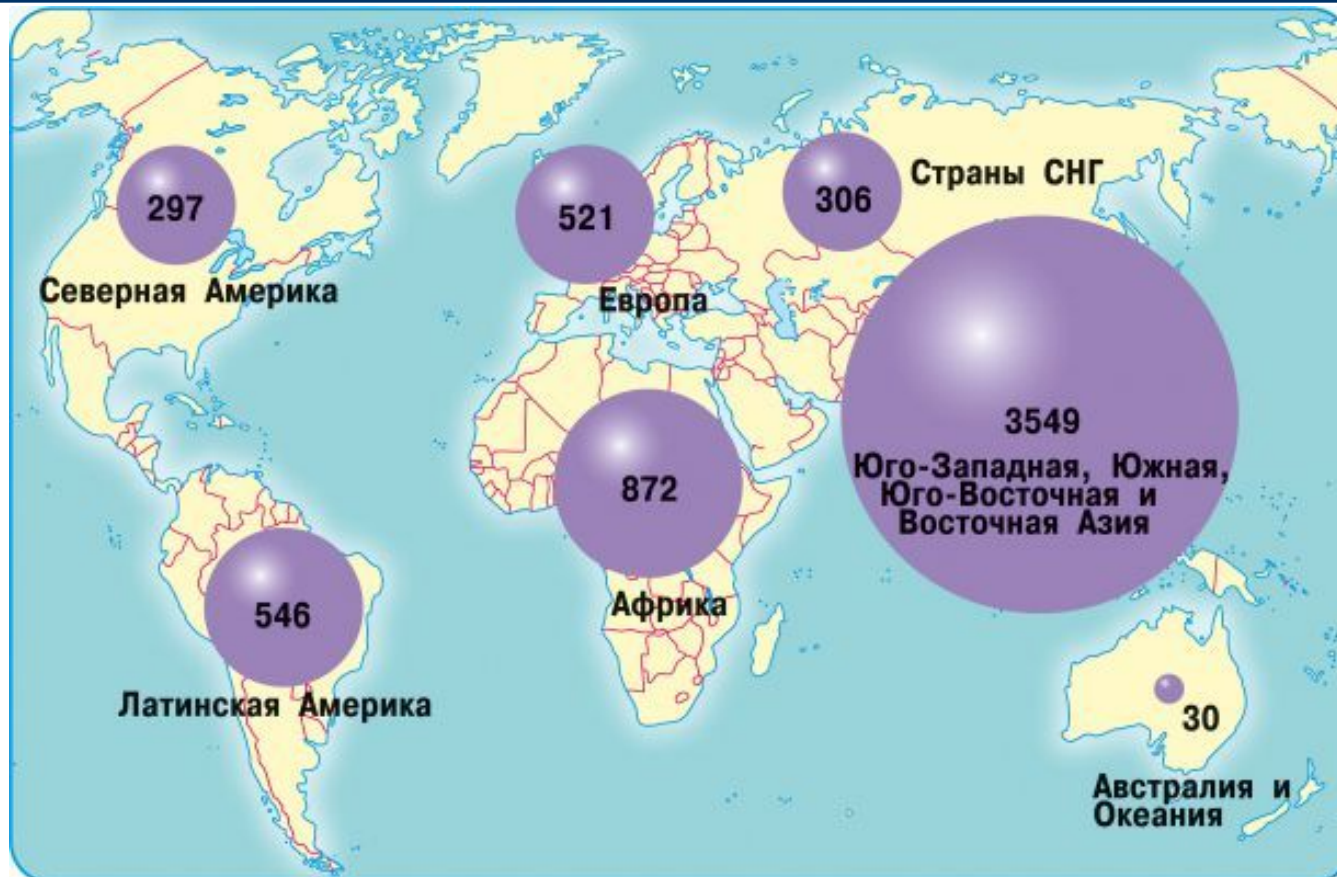 297
Северная Америка
521
Европа
306
Страны СНГ
3549
Юго-Западная, Южная,
Юго-Восточная и
Восточная Азия
872
Африка
546
Латинская Америка
30
Австралия и
Океания